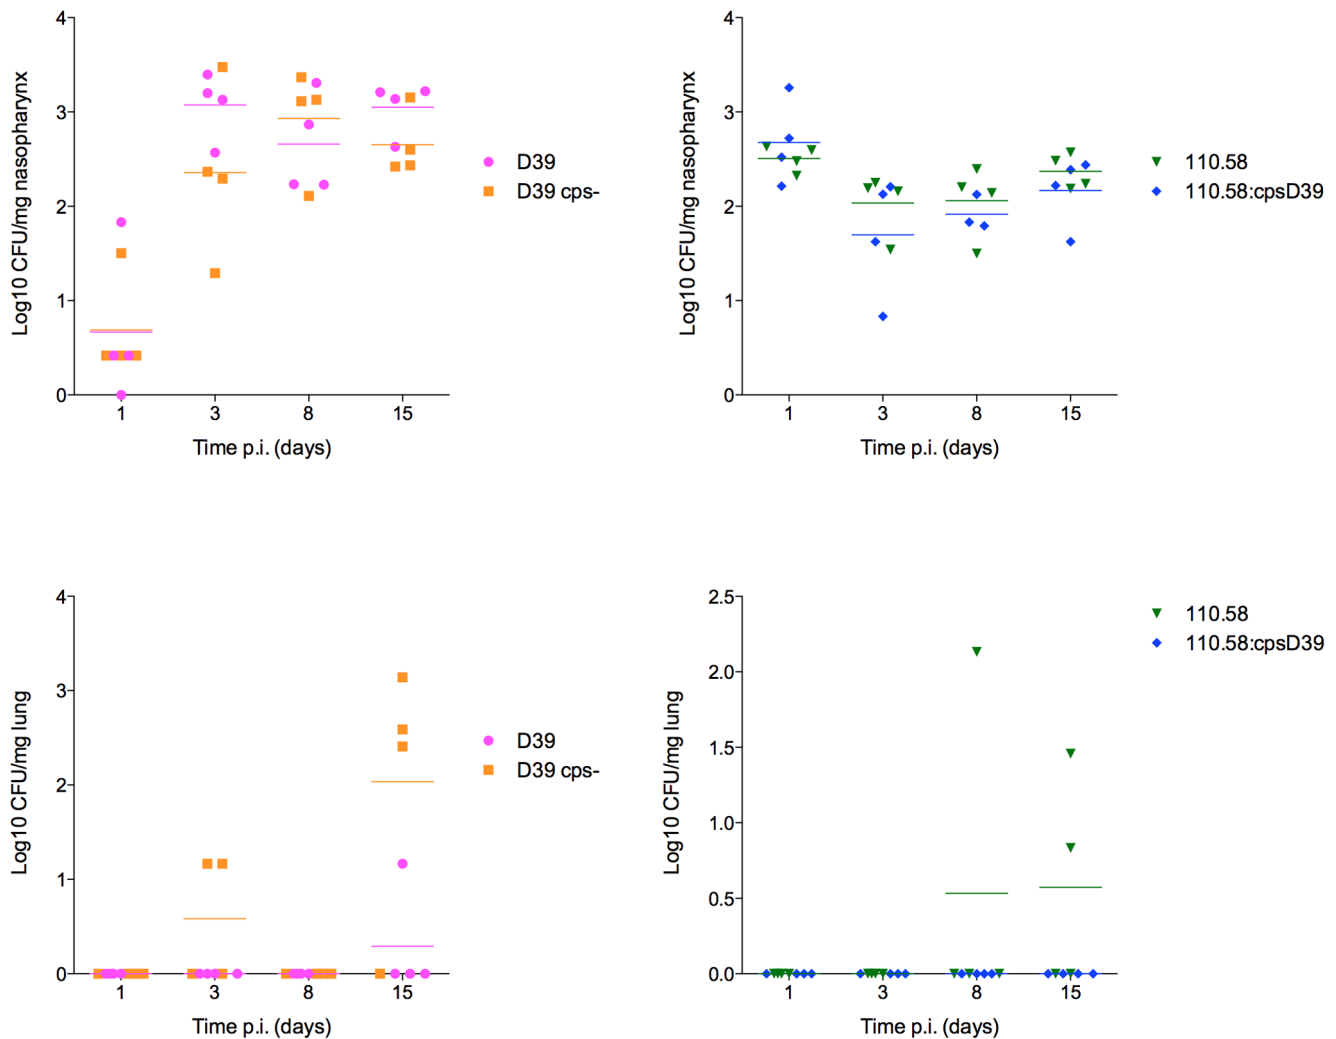 Log10 CFU/mg nasopharynx
4
3
2
1
0
1 3 8 15
Time p.i. (days)
D39
D39 cps-
Log10 CFU/mg nasopharynx
4
3
2
1
0
1 3 8 15
Time p.i. (days)
110.58
110.58:cpsD39
Log10 CFU/mg lung
4
3
2
1
0
1 3 8 15
Time p.i. (days)
D39
D39 cps-
Log10 CFU/mg lung
2.5
2.0
1.5
1.0
0.5
0.0
1 3 8 15
Time p.i. (days)
110.58
110.58:cpsD39